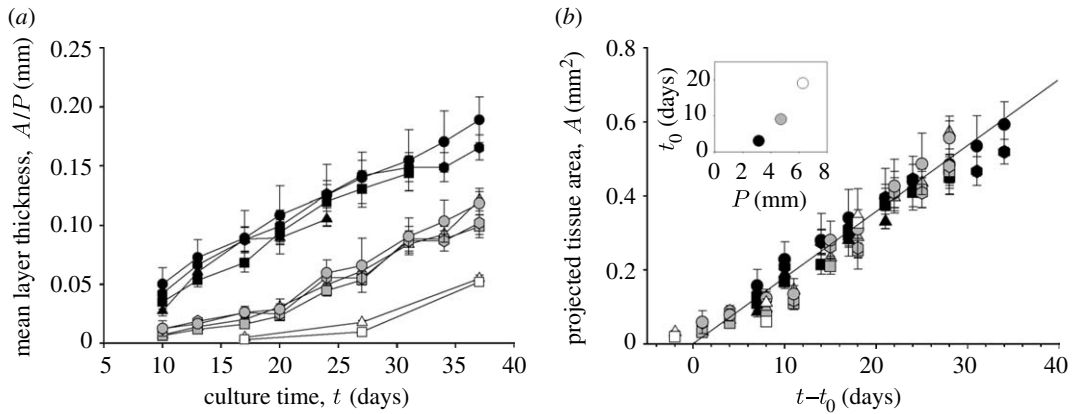 (a)
0.25
0.20
0.15
0.10
0.05
0
mean layer thickness, A/P (mm)
5 10 15 20 25 30 35 40
culture time, t (days)
(b)
0.8
0.6
0.4
0.2
0
projected tissue area, A (mm²)
0 10 20 30 40
t–t₀ (days)
20
10
0
t₀ (days)
0 2 4 6 8
P (mm)